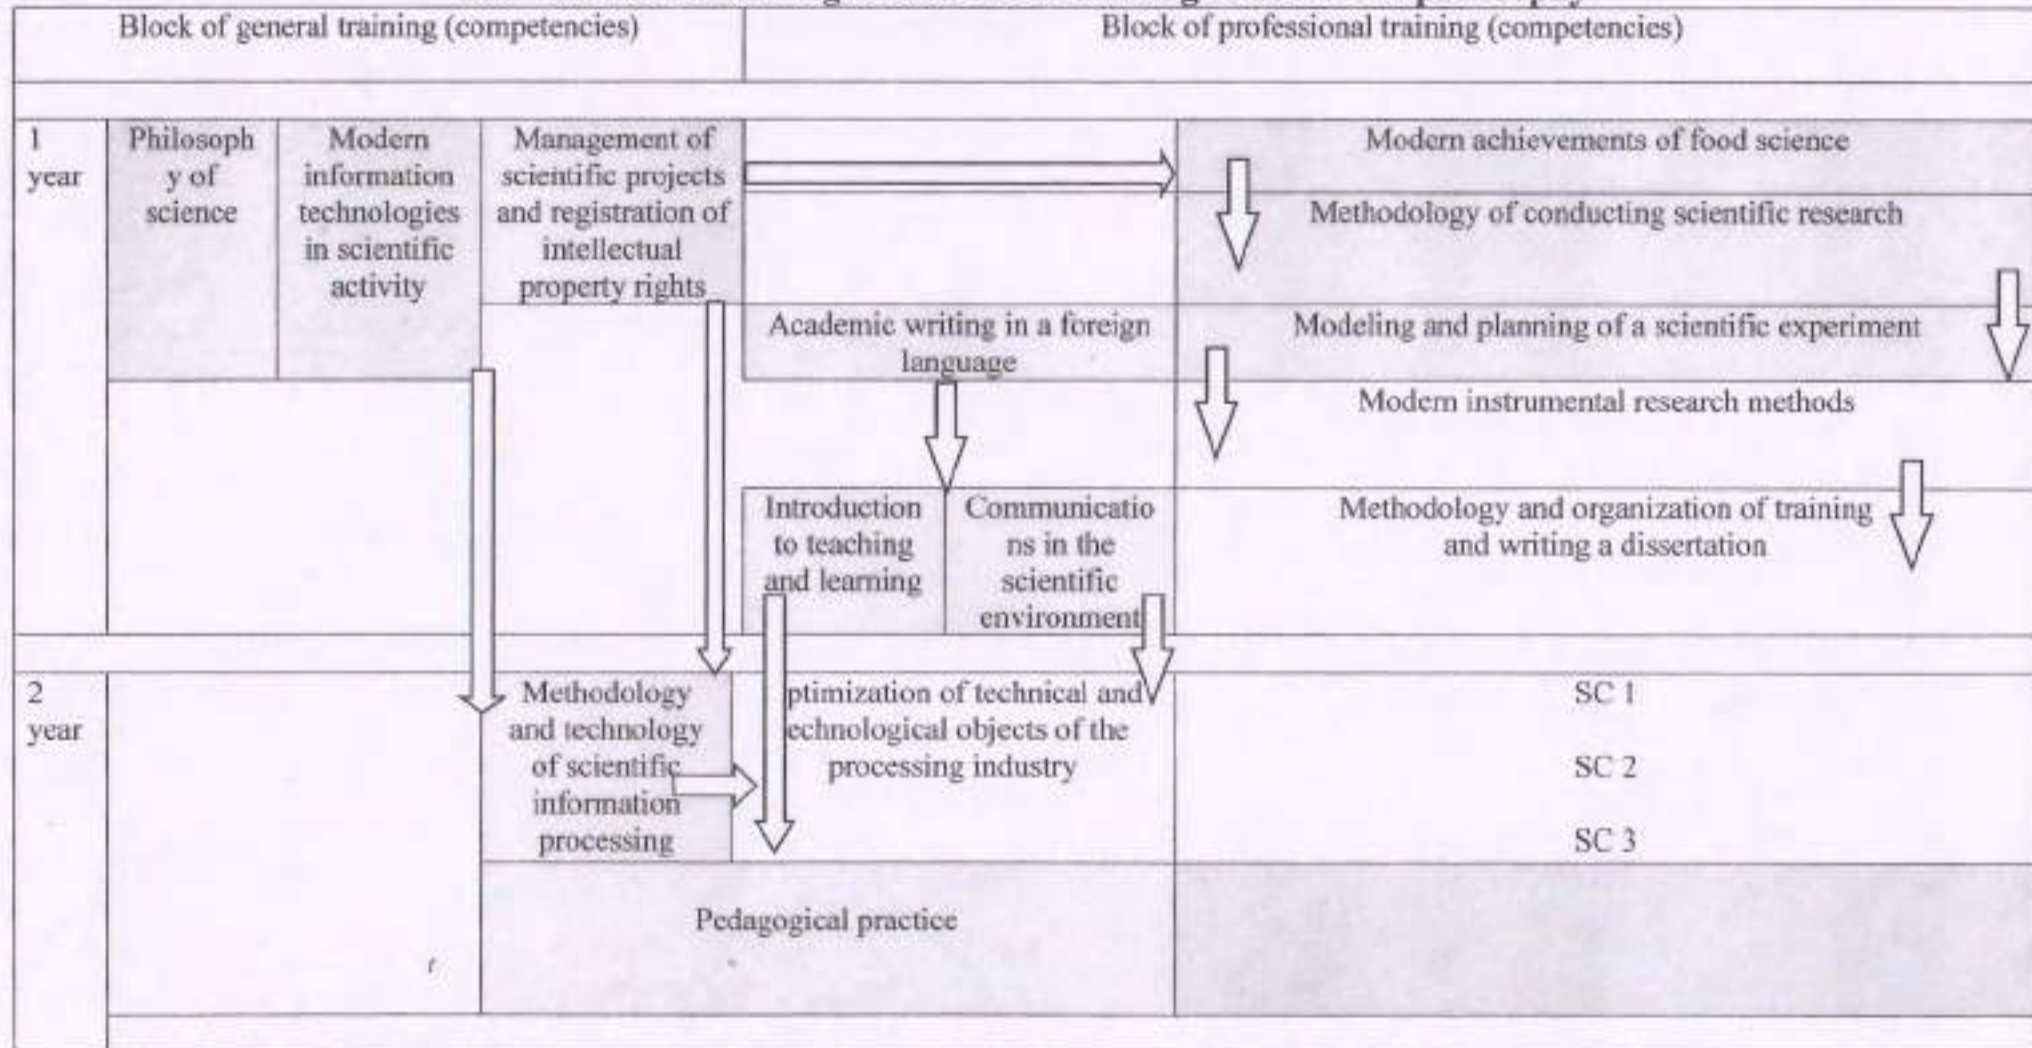 Block of general training (competencies)
Block of professional training (competencies)
1
year
Philosoph
y of
science
Modern
information
technologies
in scientific
activity
Management of
scientific projects
and registration of
intellectual
property rights
Modern achievements of food science
Methodology of conducting scientific research
Academic writing in a foreign
language
Modeling and planning of a scientific experiment
Modern instrumental research methods
Introduction
to teaching
and learning
Communicatio
ns in the
scientific
environment
Methodology and organization of training
and writing a dissertation
2
year
Methodology
and technology
of scientific
information
processing
ptimization of technical and
echnological objects of the
processing industry
SC 1
SC 2
SC 3
Pedagogical practice